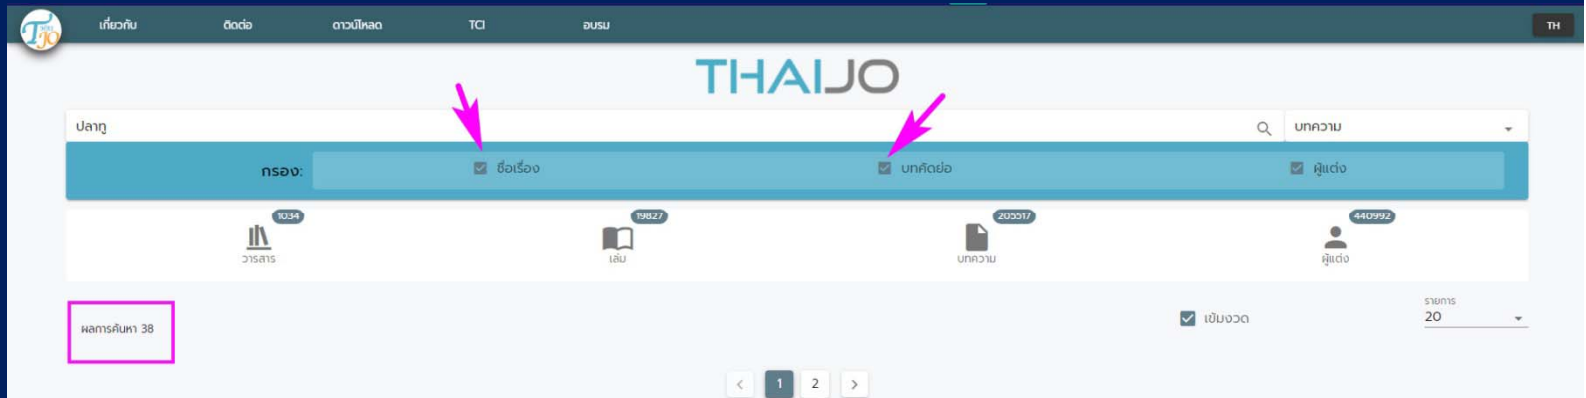 เกี่ยวกับ ติดต่อ ดาวน์โหลด TCI อบรม TH
THAIJO
ปลาทู บทความ
กรอง: ชื่อเรื่อง บทคัดย่อ ผู้แต่ง
1034 19827 205517 440992
วารสาร เล่ม บทความ ผู้แต่ง
รายการ
ผลการค้นหา 38 เข้มงวด 20
< 1 2 >